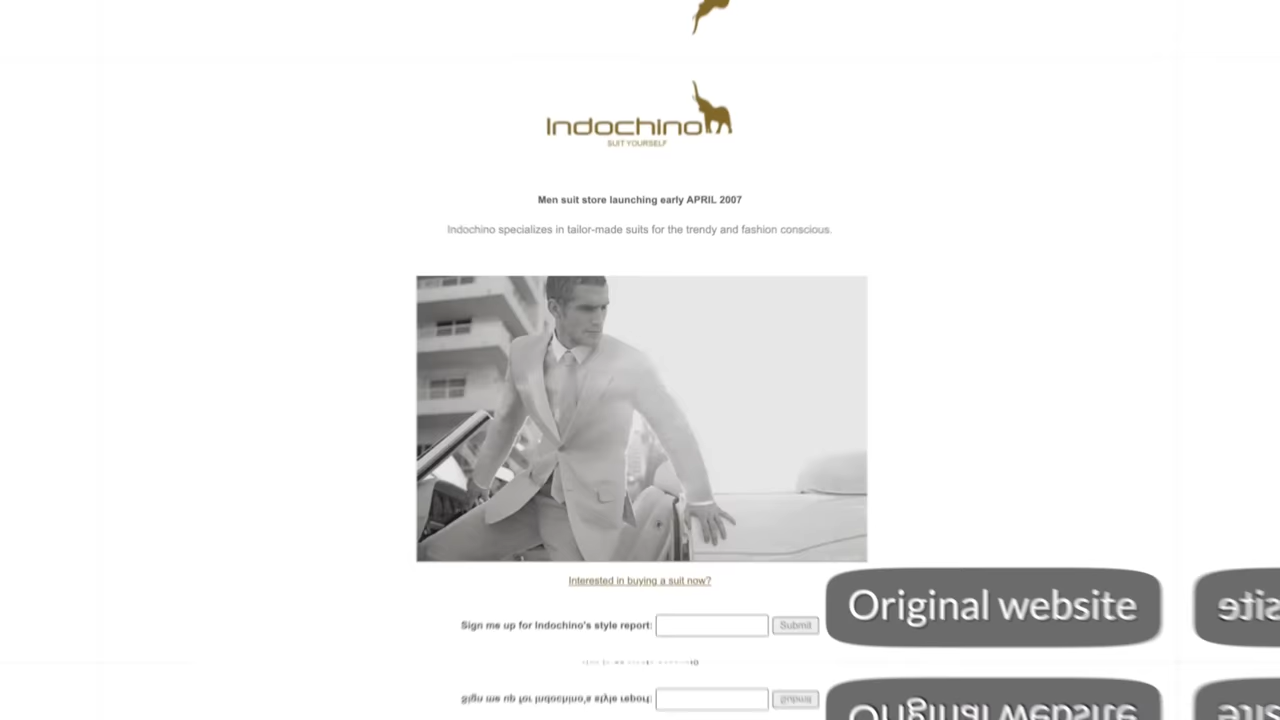 Indochino
SUIT YOURSELF
Men suit store launching early APRIL 2007
Indochino specializes in tailor-made suits for the trendy and fashion conscious.
Interested in buying a suit now?
Sign me up for Indochino's style report: Submit
Original website